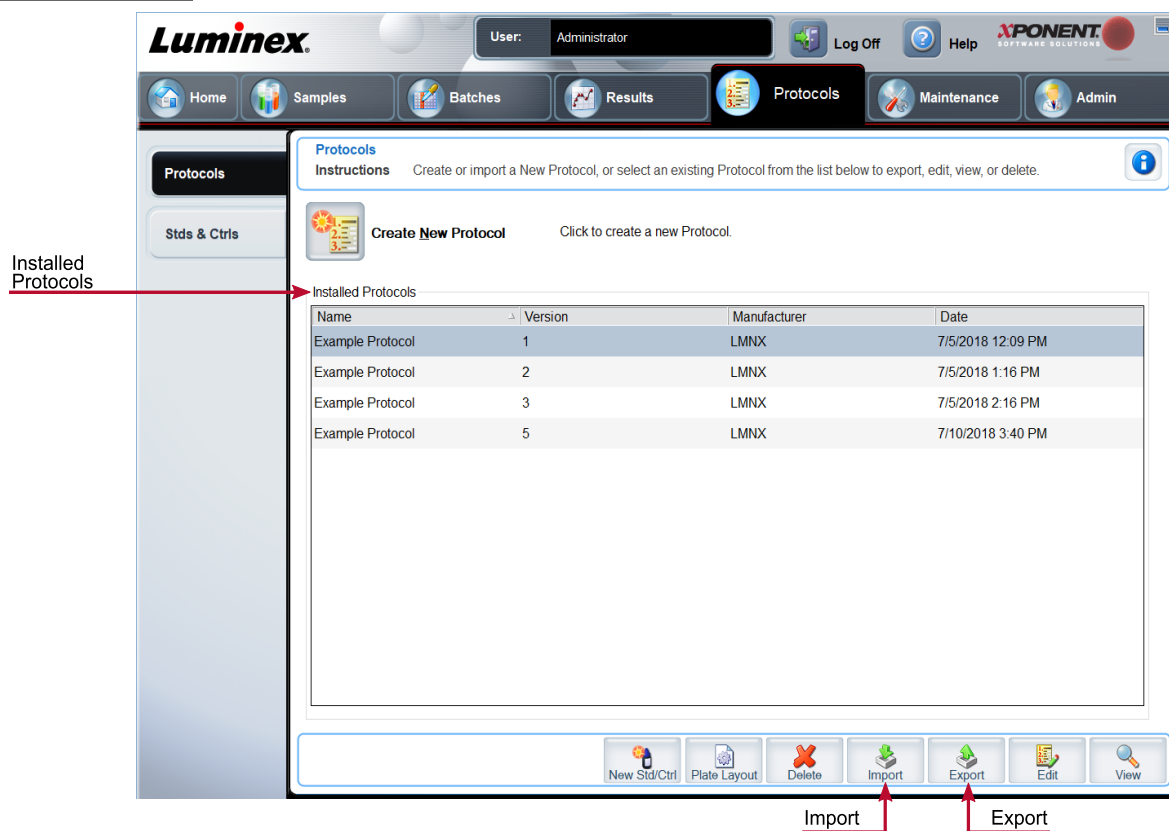 Luminex.
User: Administrator
Log Off
Help
XPONENT.
SOFTWARE SOLUTIONS
Home
Samples
Batches
Results
Protocols
Maintenance
Admin
Protocols
Stds & Ctrls
Protocols
Instructions Create or import a New Protocol, or select an existing Protocol from the list below to export, edit, view, or delete.
Create New Protocol Click to create a new Protocol.
Installed
Protocols
Installed Protocols
Name Version Manufacturer Date
Example Protocol 1 LMNX 7/5/2018 12:09 PM
Example Protocol 2 LMNX 7/5/2018 1:16 PM
Example Protocol 3 LMNX 7/5/2018 2:16 PM
Example Protocol 5 LMNX 7/10/2018 3:40 PM
New Std/Ctrl
Plate Layout
Delete
Import
Export
Edit
View
Import
Export